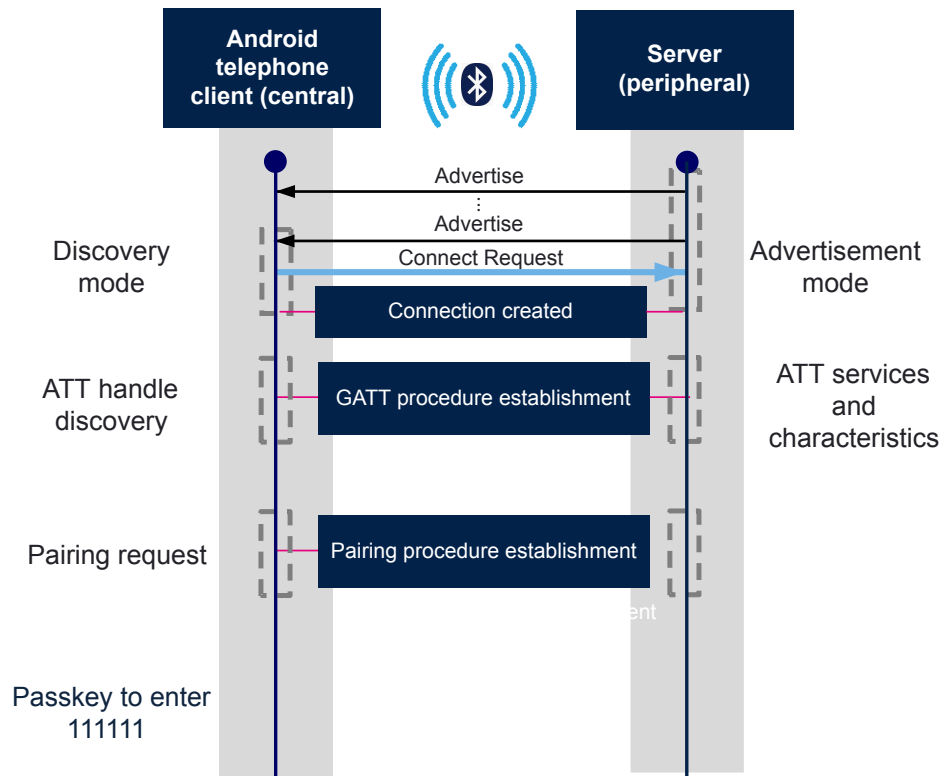 Android
telephone
client (central)
Server
(peripheral)
Advertise
Advertise
Discovery
mode
Connect Request
Advertisement
mode
Connection created
ATT handle
discovery
GATT procedure establishment
ATT services
and
characteristics
Pairing request
Pairing procedure establishment
ent
Passkey to enter
111111